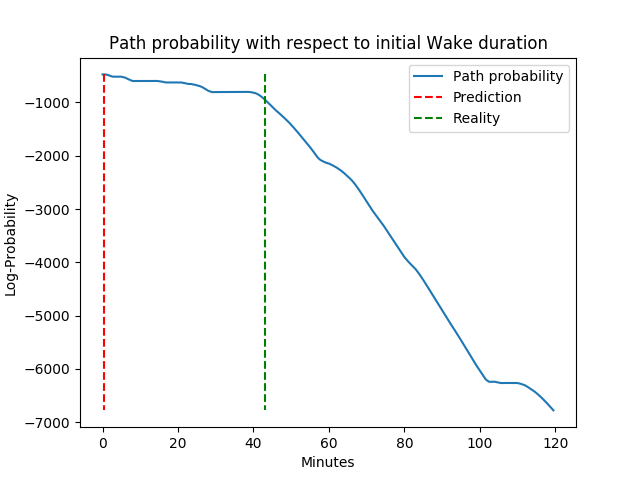 Path probability with respect to initial Wake duration
Path probability
Prediction
Reality
Log-Probability
−1000
−2000
−3000
−4000
−5000
−6000
−7000
0 20 40 60 80 100 120
Minutes